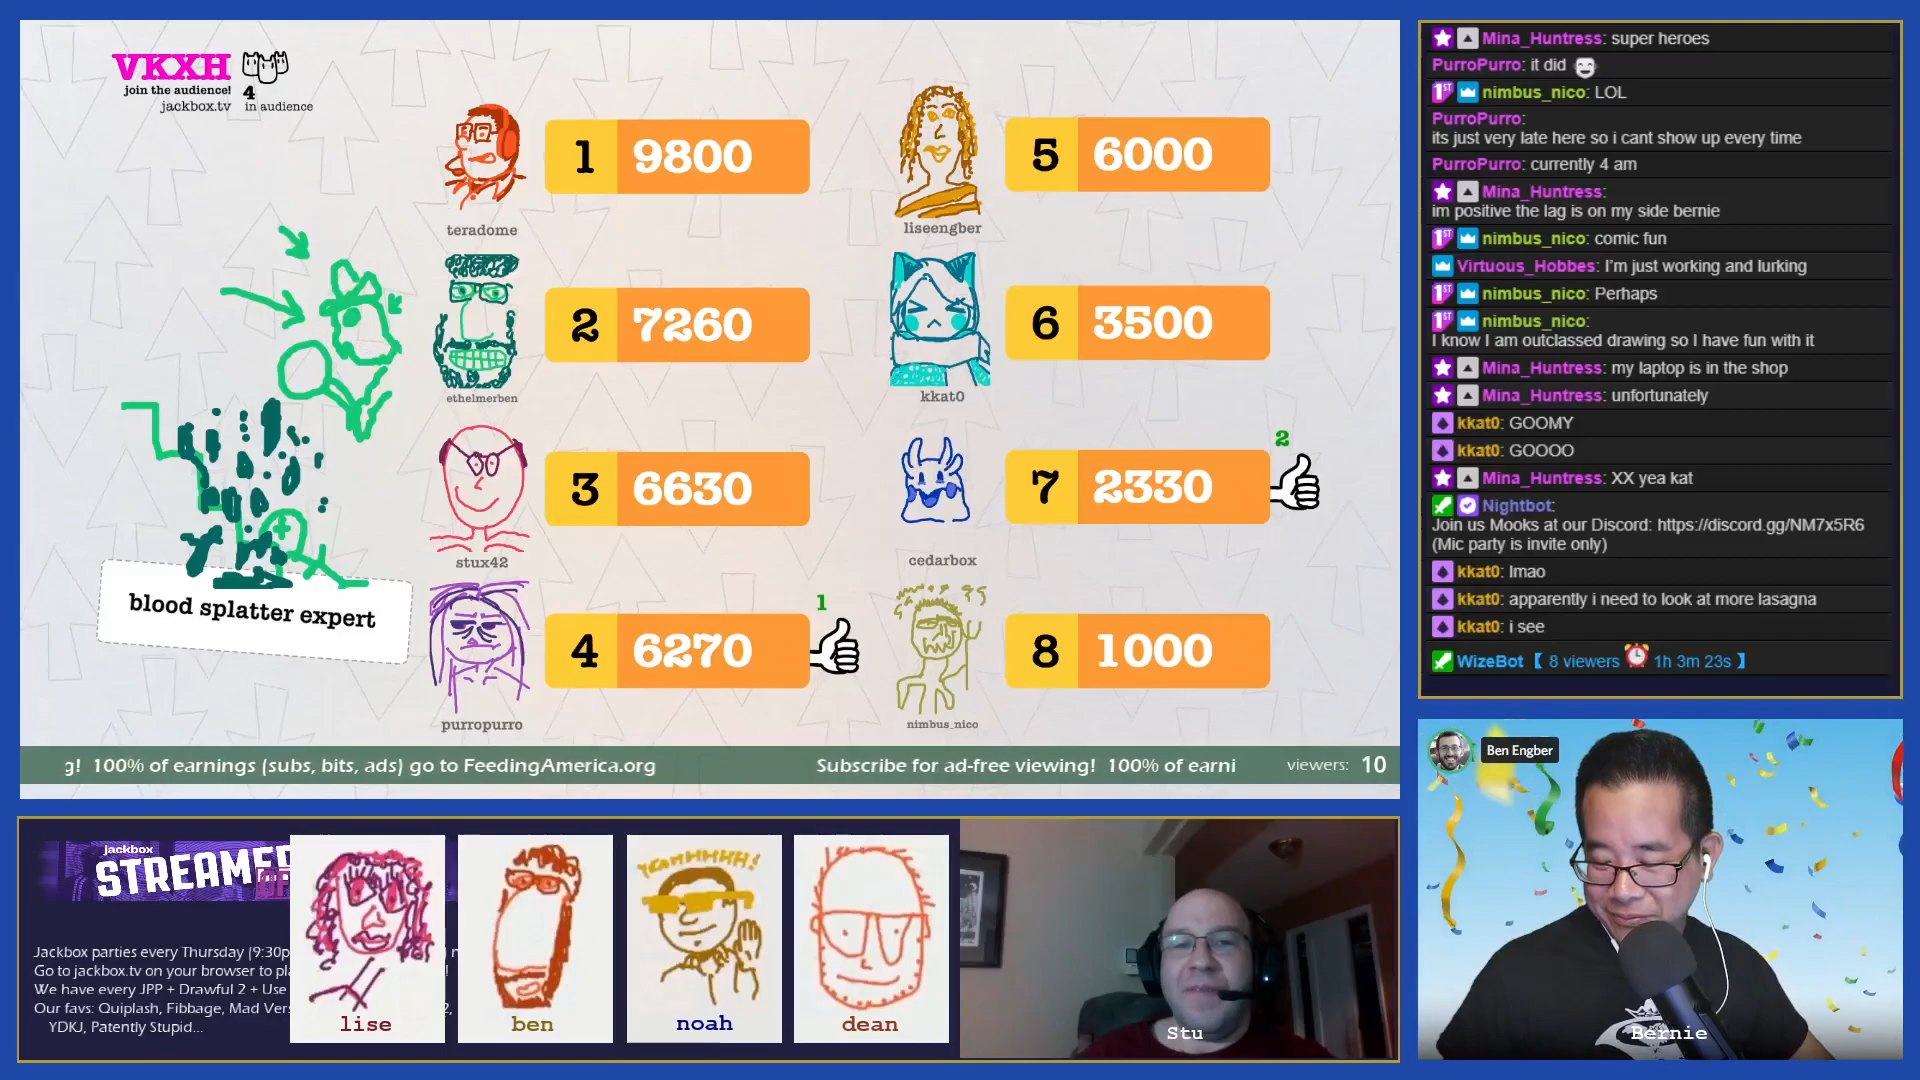 VKXH
join the audience!
jackbox.tv
4
in audience
1 9800
teradome
2 7260
ethelmerben
3 6630
stux42
4 6270
1
purropurro
5 6000
liseengber
6 3500
kkat0
7 2330
2
cedarbox
8 1000
nimbus_nico
blood splatter expert
g! 100% of earnings (subs, bits, ads) go to FeedingAmerica.org
Subscribe for ad-free viewing! 100% of earni
viewers: 10
Mina_Huntress: super heroes
PurroPurro: it did
1ST nimbus_nico: LOL
PurroPurro:
its just very late here so i cant show up every time
PurroPurro: currently 4 am
Mina_Huntress:
im positive the lag is on my side bernie
1ST nimbus_nico: comic fun
Virtuous_Hobbes: I'm just working and lurking
1ST nimbus_nico: Perhaps
1ST nimbus_nico:
I know I am outclassed drawing so I have fun with it
Mina_Huntress: my laptop is in the shop
Mina_Huntress: unfortunately
kkat0: GOOMY
kkat0: GOOOO
Mina_Huntress: XX yea kat
Nightbot:
Join us Mooks at our Discord: https://discord.gg/NM7x5R6
(Mic party is invite only)
kkat0: lmao
kkat0: apparently i need to look at more lasagna
kkat0: i see
WizeBot 【 8 viewers 1h 3m 23s 】
jackbox
STREAMER
Jackbox parties every Thursday (9:30p
Go to jackbox.tv on your browser to pla
We have every JPP + Drawful 2 + Use
Our favs: Quiplash, Fibbage, Mad Vers
YDKJ, Patently Stupid...
lise
ben
YEAHHHHH!
noah
dean
Stu
Ben Engber
Bernie